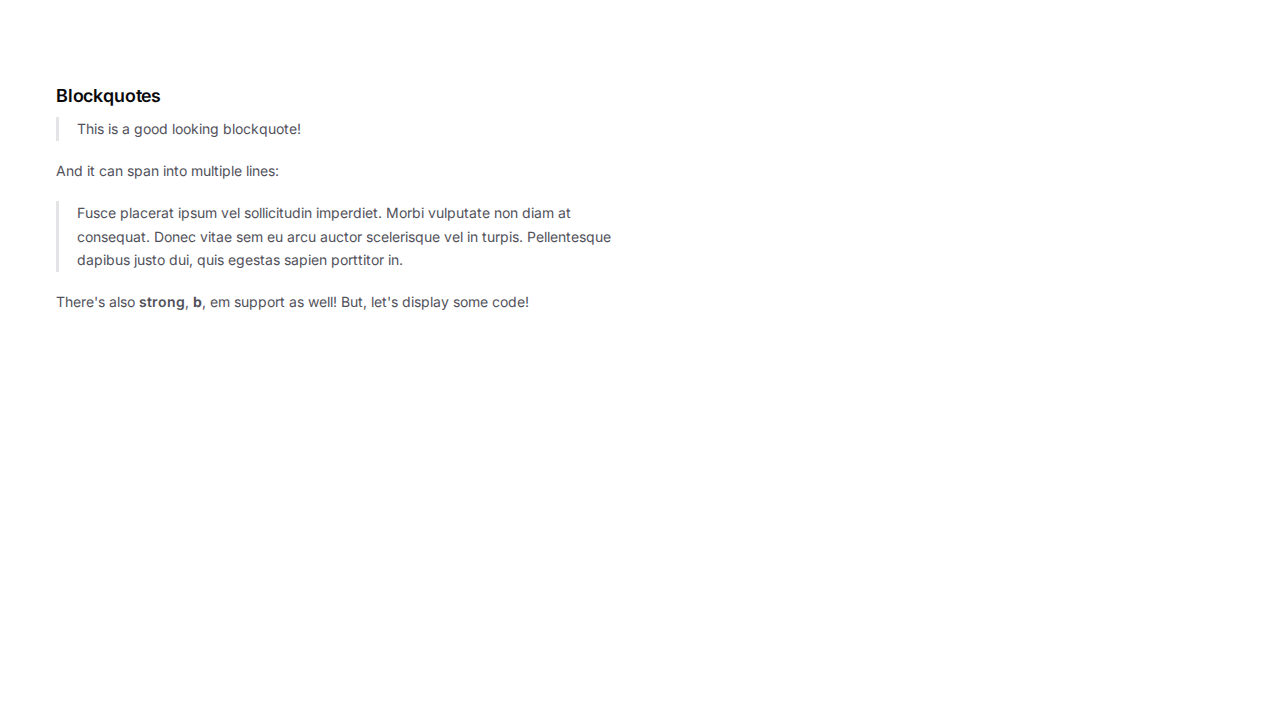 Blockquotes
This is a good looking blockquote!
And it can span into multiple lines:
Fusce placerat ipsum vel sollicitudin imperdiet. Morbi vulputate non diam at
consequat. Donec vitae sem eu arcu auctor scelerisque vel in turpis. Pellentesque
dapibus justo dui, quis egestas sapien porttitor in.
There's also strong, b, em support as well! But, let's display some code!